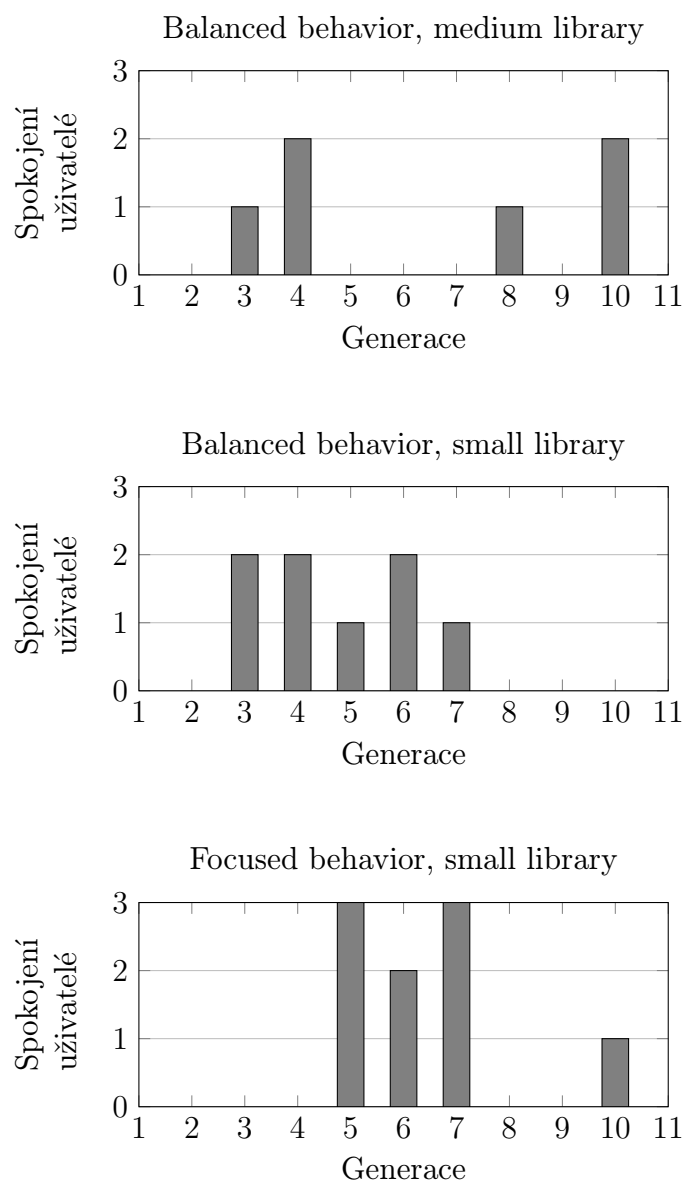 Balanced behavior, medium library
3
2
1
0
Spokojení
uživatelé
1 2 3 4 5 6 7 8 9 10 11
Generace
Balanced behavior, small library
3
2
1
0
Spokojení
uživatelé
1 2 3 4 5 6 7 8 9 10 11
Generace
Focused behavior, small library
3
2
1
0
Spokojení
uživatelé
1 2 3 4 5 6 7 8 9 10 11
Generace